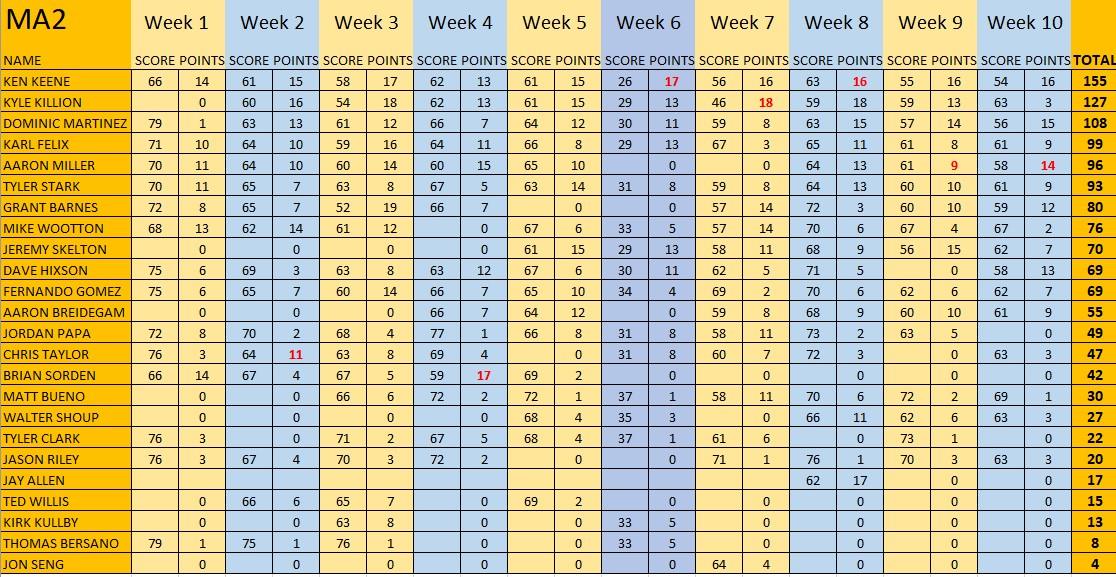 MA2 Week 1 Week 2 Week 3 Week 4 Week 5 Week 6 Week 7 Week 8 Week 9 Week 10
NAME SCORE POINTS SCORE POINTS SCORE POINTS SCORE POINTS SCORE POINTS SCORE POINTS SCORE POINTS SCORE POINTS SCORE POINTS SCORE POINTS TOTAL
KEN KEENE 66 14 61 15 58 17 62 13 61 15 26 17 56 16 63 16 55 16 54 16 155
KYLE KILLION 0 60 16 54 18 62 13 61 15 29 13 46 18 59 18 59 13 63 3 127
DOMINIC MARTINEZ 79 1 63 13 61 12 66 7 64 12 30 11 59 8 63 15 57 14 56 15 108
KARL FELIX 71 10 64 10 59 16 64 11 66 8 29 13 67 3 65 11 61 8 61 9 99
AARON MILLER 70 11 64 10 60 14 60 15 65 10 0 0 64 13 61 9 58 14 96
TYLER STARK 70 11 65 7 63 8 67 5 63 14 31 8 59 8 64 13 60 10 61 9 93
GRANT BARNES 72 8 65 7 52 19 66 7 0 0 57 14 72 3 60 10 59 12 80
MIKE WOOTTON 68 13 62 14 61 12 0 67 6 33 5 57 14 70 6 67 4 67 2 76
JEREMY SKELTON 0 0 0 0 61 15 29 13 58 11 68 9 56 15 62 7 70
DAVE HIXSON 75 6 69 3 63 8 63 12 67 6 30 11 62 5 71 5 0 58 13 69
FERNANDO GOMEZ 75 6 65 7 60 14 66 7 65 10 34 4 69 2 70 6 62 6 62 7 69
AARON BREIDEGAM 0 0 0 66 7 64 12 0 59 8 68 9 60 10 61 9 55
JORDAN PAPA 72 8 70 2 68 4 77 1 66 8 31 8 58 11 73 2 63 5 0 49
CHRIS TAYLOR 76 3 64 11 63 8 69 4 0 31 8 60 7 72 3 0 63 3 47
BRIAN SORDEN 66 14 67 4 67 5 59 17 69 2 0 0 0 0 0 42
MATT BUENO 0 0 66 6 72 2 72 1 37 1 58 11 70 6 72 2 69 1 30
WALTER SHOUP 0 0 0 0 68 4 35 3 0 66 11 62 6 63 3 27
TYLER CLARK 76 3 0 71 2 67 5 68 4 37 1 61 6 0 73 1 0 22
JASON RILEY 76 3 67 4 70 3 72 2 0 0 71 1 76 1 70 3 63 3 20
JAY ALLEN 62 17 0 0 17
TED WILLIS 0 66 6 65 7 0 69 2 0 0 0 0 0 15
KIRK KULLBY 0 0 63 8 0 0 33 5 0 0 0 0 13
THOMAS BERSANO 79 1 75 1 76 1 0 0 33 5 0 0 0 0 8
JON SENG 0 0 0 0 0 0 64 4 0 0 0 4